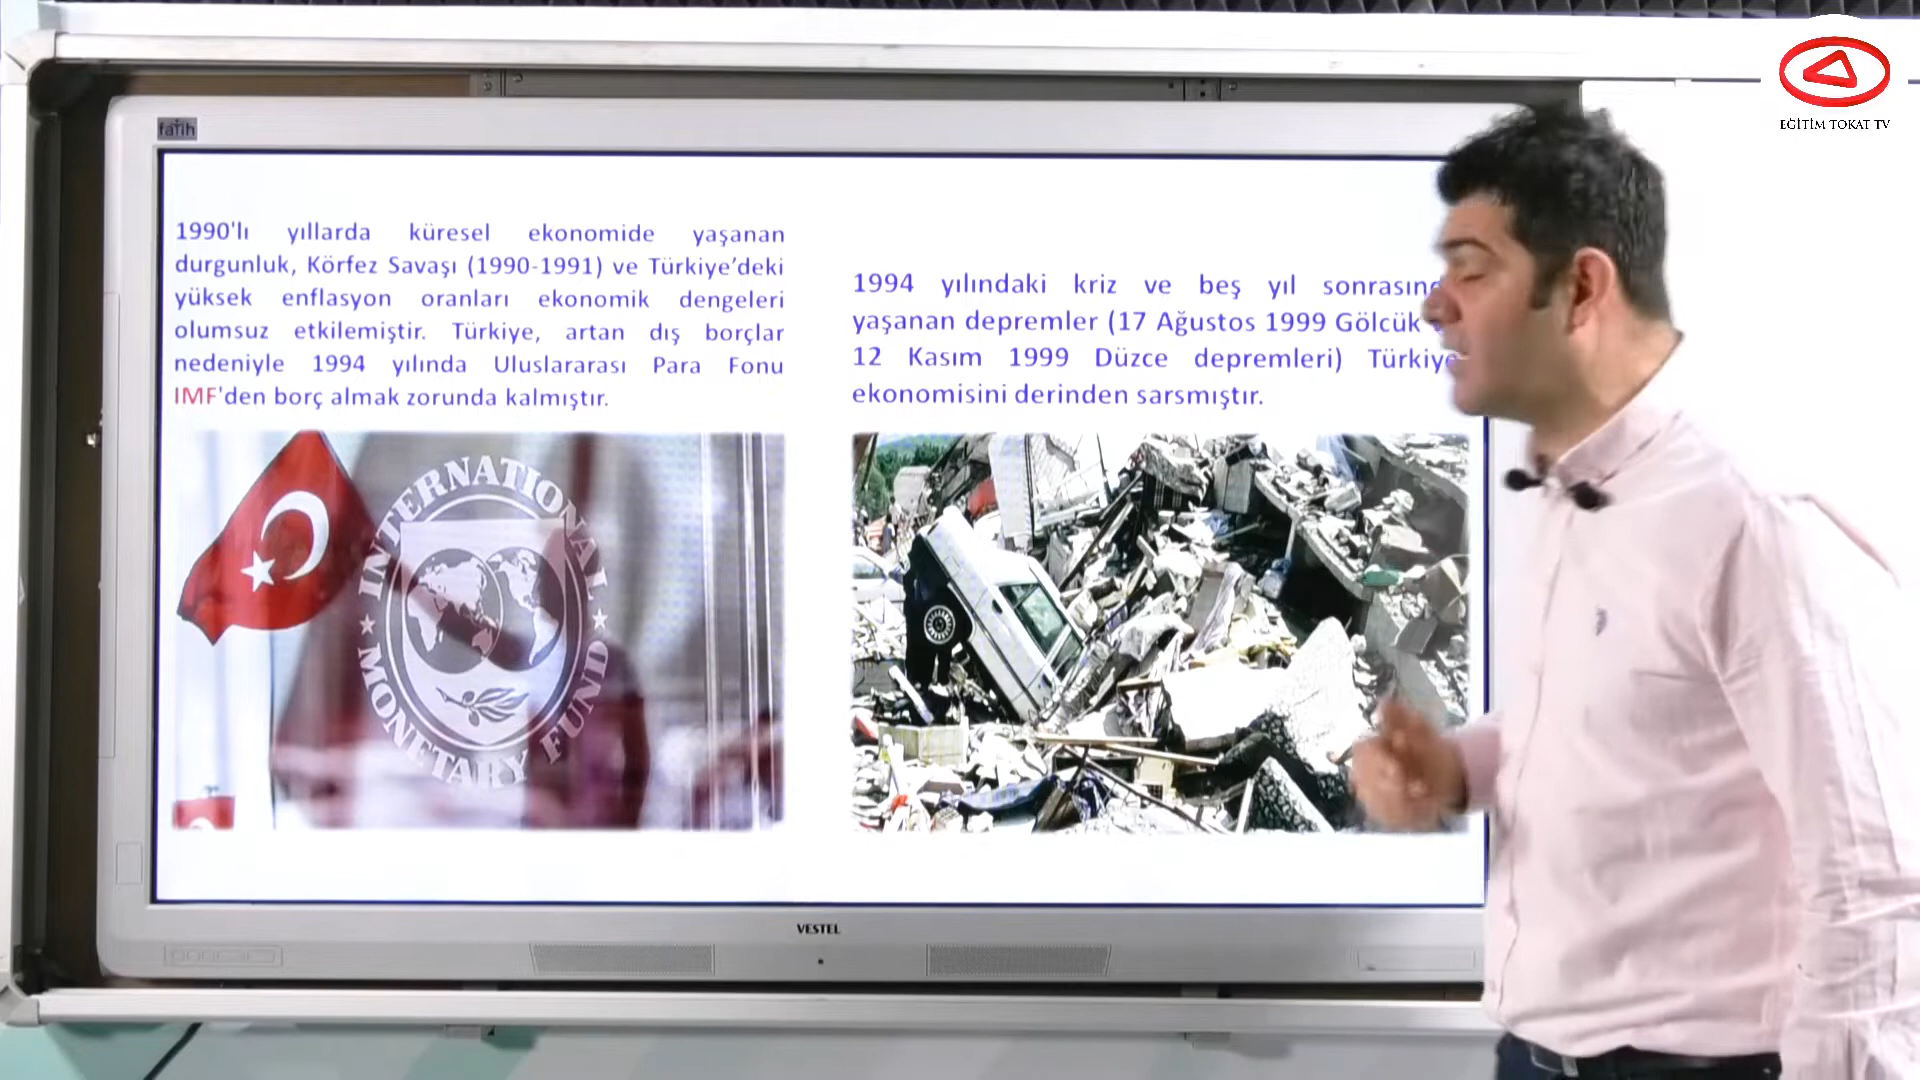 EĞİTİM TOKAT TV
fatih
1990'lı yıllarda küresel ekonomide yaşanan
durgunluk, Körfez Savaşı (1990-1991) ve Türkiye’deki
yüksek enflasyon oranları ekonomik dengeleri
olumsuz etkilemiştir. Türkiye, artan dış borçlar
nedeniyle 1994 yılında Uluslararası Para Fonu
IMF'den borç almak zorunda kalmıştır.
INTERNATIONAL
MONETARY FUND
1994 yılındaki kriz ve beş yıl
yaşanan depremler (17 Ağustos 1999 Gölcük
12 Kasım 1999 Düzce depremleri)
ekonomisini derinden sarsmıştır.
VESTEL